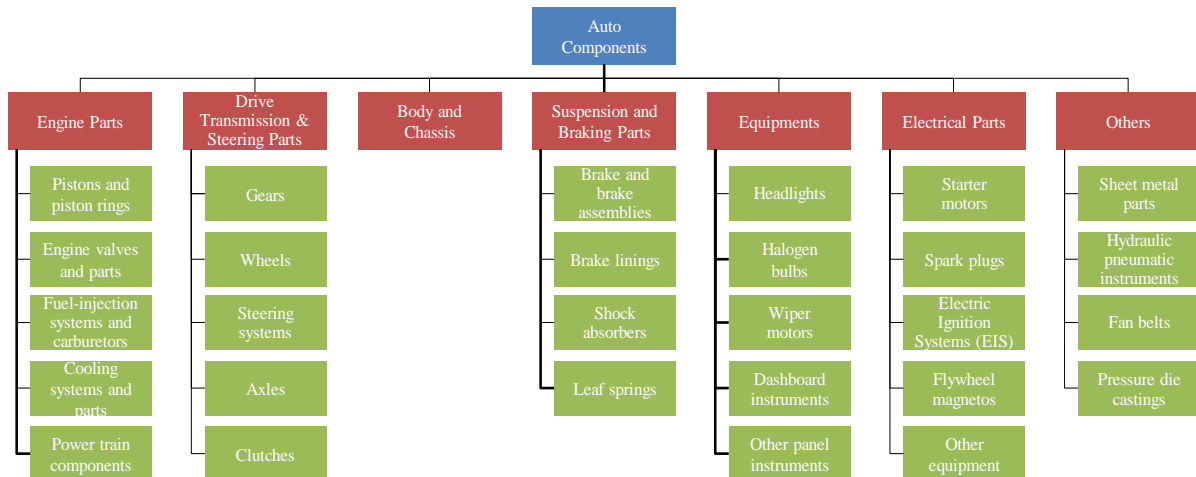 Auto
Components
Engine Parts
Drive
Transmission &
Steering Parts
Body and
Chassis
Suspension and
Braking Parts
Equipments
Electrical Parts
Others
Pistons and
piston rings
Engine valves
and parts
Fuel-injection
systems and
carburetors
Cooling
systems and
parts
Power train
components
Gears
Wheels
Steering
systems
Axles
Clutches
Brake and
brake
assemblies
Brake linings
Shock
absorbers
Leaf springs
Headlights
Halogen
bulbs
Wiper
motors
Dashboard
instruments
Other panel
instruments
Starter
motors
Spark plugs
Electric
Ignition
Systems (EIS)
Flywheel
magnetos
Other
equipment
Sheet metal
parts
Hydraulic
pneumatic
instruments
Fan belts
Pressure die
castings